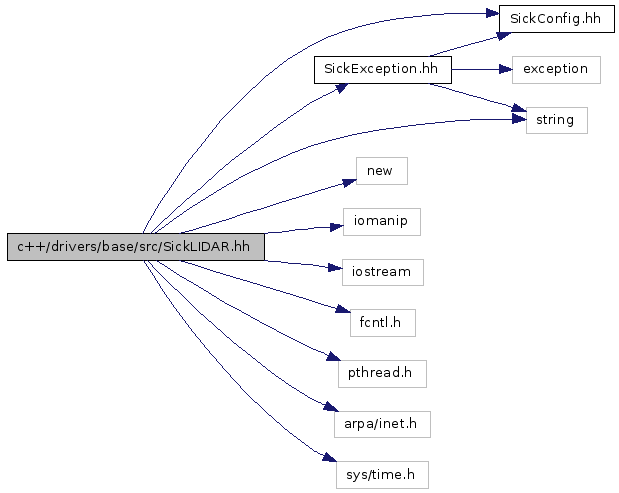 SickConfig.hh
SickException.hh
exception
string
new
iomanip
c++/drivers/base/src/SickLIDAR.hh
iostream
fcntl.h
pthread.h
arpa/inet.h
sys/time.h